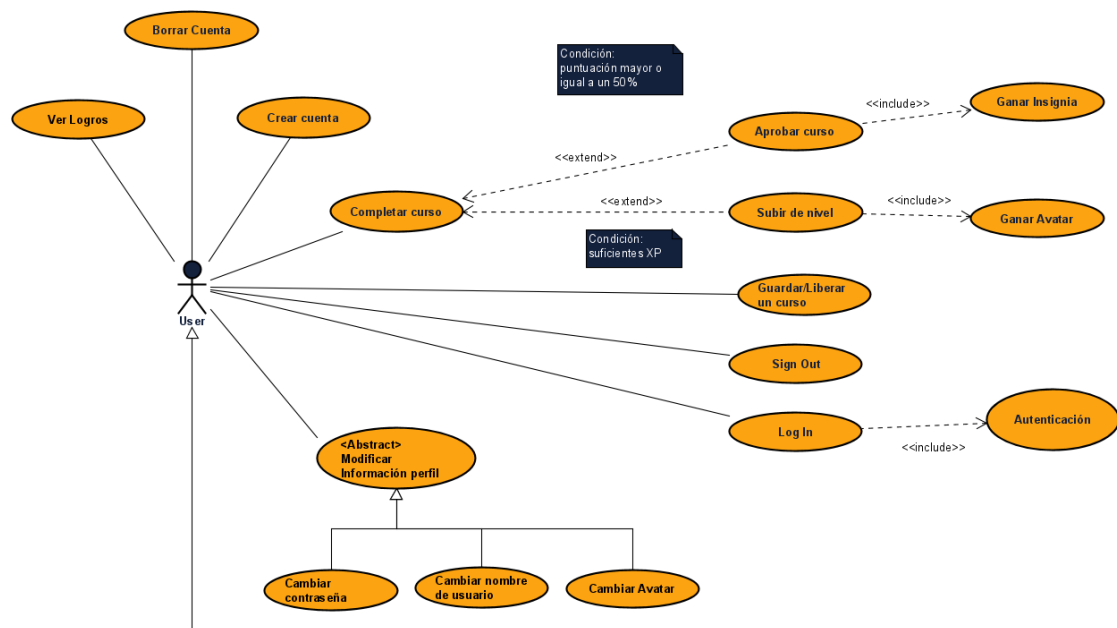 Borrar Cuenta
Condición:
puntuación mayor o
igual a un 50%
Ver Logros
Crear cuenta
Aprobar curso
<<include>>
Ganar Insignia
<<extend>>
Completar curso
<<extend>>
Subir de nivel
<<include>>
Ganar Avatar
Condición:
suficientes XP
User
Guardar/Liberar
un curso
Sign Out
Log In
<<include>>
Autenticación
<Abstract>
Modificar
Información perfil
Cambiar
contraseña
Cambiar nombre
de usuario
Cambiar Avatar